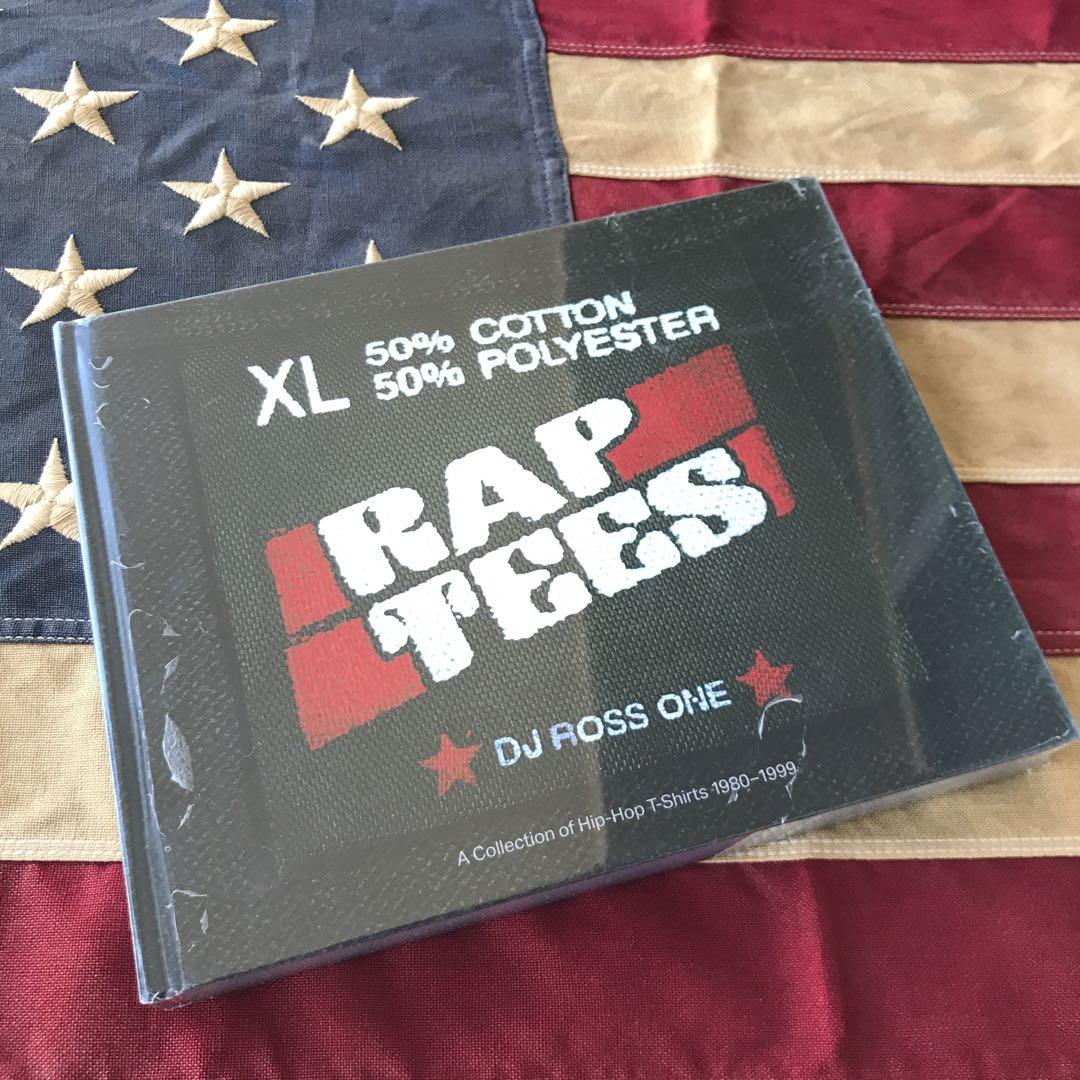 XL 50% COTTON
50% POLYESTER
RAP
TEES
DJ ROSS ONE
A Collection of Hip-Hop T-Shirts 1980–1999